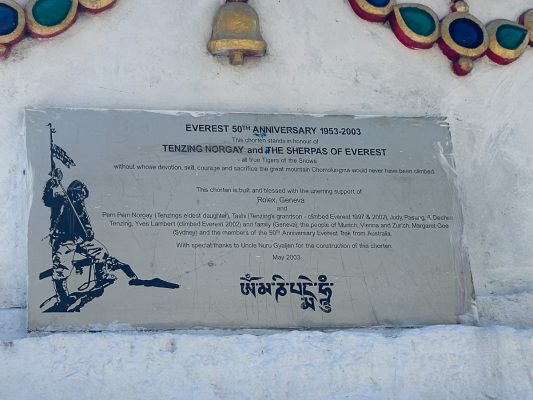 EVEREST 50TH ANNIVERSARY 1953-2003
This chorten stands in honour of
TENZING NORGAY and THE SHERPAS OF EVEREST
- all true Tigers of the Snows
without whose devotion, skill, courage and sacrifice the great mountain Chomolungma would never have been climbed.
This chorten is built and blessed with the unerring support of
Rolex, Geneva
and
Pem Pem Norgay (Tenzing's eldest daughter), Tashi (Tenzing's grandson - climbed Everest 1997 & 2002), Judy, Pasang, Dechen
Tenzing, Yves Lambert (climbed Everest 2002) and family (Geneva), the people of Munich, Vienna and Zurich, Margaret Gee
(Sydney) and the members of the 50th Anniversary Everest Trek from Australia.
With special thanks to Uncle Nuru Gyaljen for the construction of this chorten.
May 2003
ༀམཎིཔདྨེཧཱུྃ